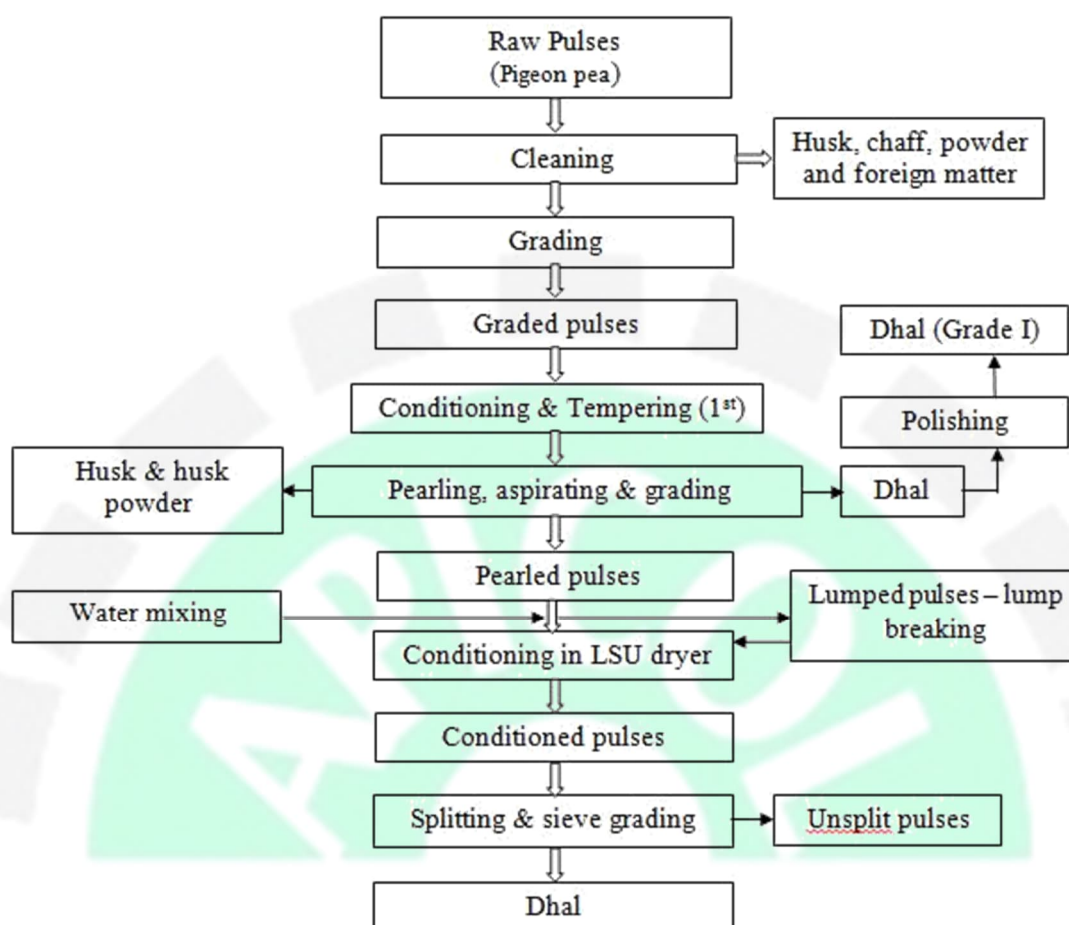 Raw Pulses
(Pigeon pea)
Cleaning
Husk, chaff, powder
and foreign matter
Grading
Graded pulses
Dhal (Grade I)
Conditioning & Tempering (1st)
Polishing
Husk & husk
powder
Pearling, aspirating & grading
Dhal
Pearled pulses
Water mixing
Lumped pulses – lump
breaking
Conditioning in LSU dryer
Conditioned pulses
Splitting & sieve grading
Unsplit pulses
Dhal